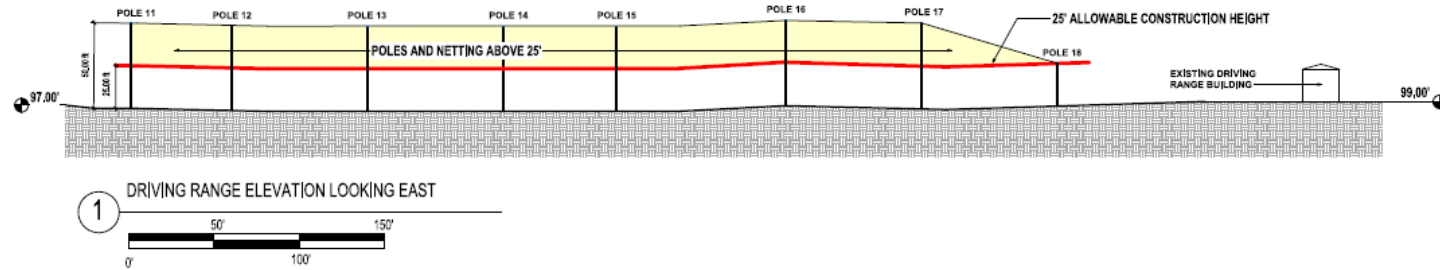 POLE 11
POLE 12
POLE 13
POLE 14
POLE 15
POLE 16
POLE 17
25' ALLOWABLE CONSTRUCTION HEIGHT
POLES AND NETTING ABOVE 25'
POLE 18
50.00 ft
25.00 ft
EXISTING DRIVING
RANGE BUILDING
97.00'
99.00'
1
DRIVING RANGE ELEVATION LOOKING EAST
50'
150'
0'
100'